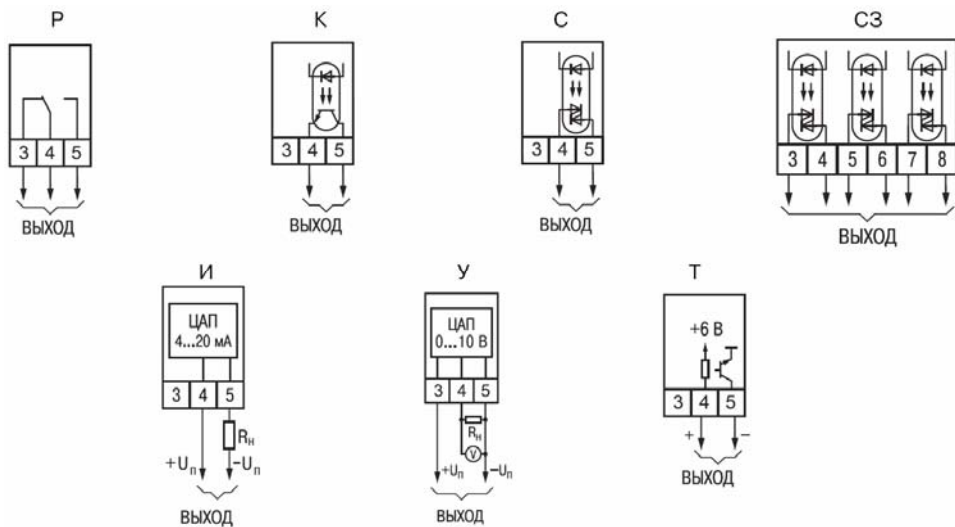 Р К С СЗ
3 4 5
3 4 5
3 4 5
3 4 5 6 7 8
ВЫХОД
ВЫХОД
ВЫХОД
ВЫХОД
И У Т
ЦАП
4...20 мА
3 4 5
Rн
+Uп −Uп
ВЫХОД
ЦАП
0...10 В
3 4 5
Rн
V
+Uп −Uп
ВЫХОД
+6 В
3 4 5
+ −
ВЫХОД